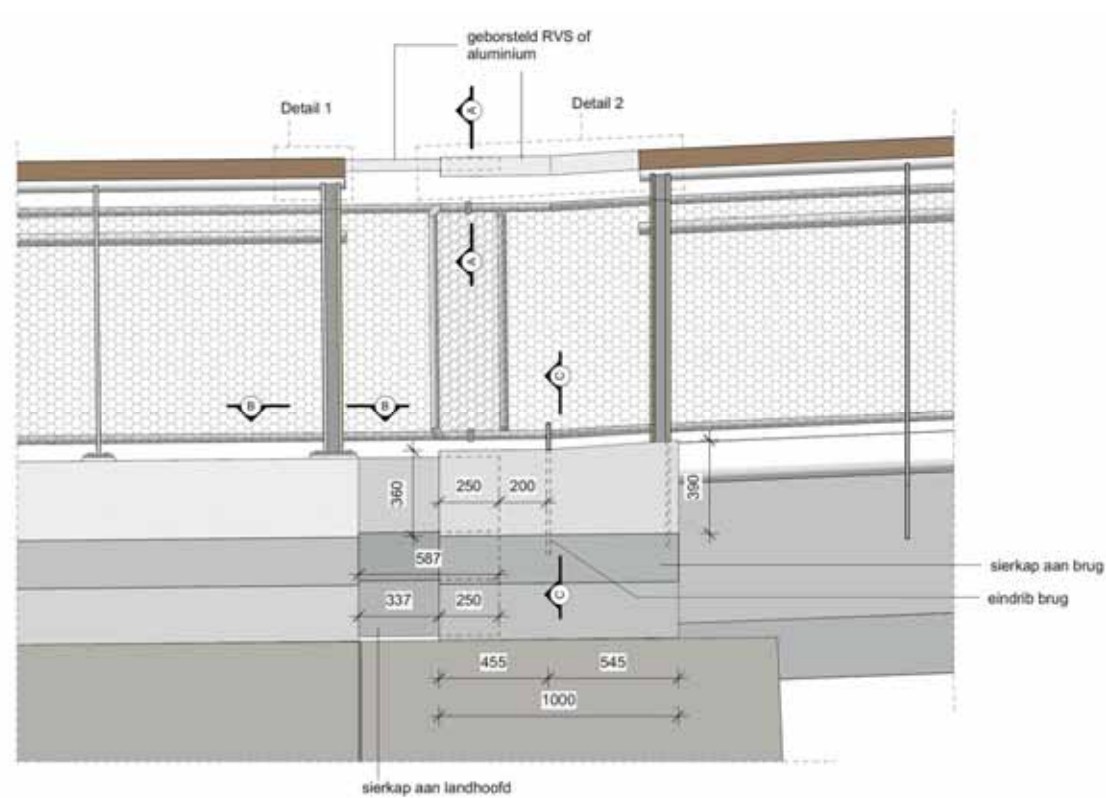 geborsteld RVS of
aluminium
Detail 1
Detail 2
A
A
C
B
B
360
250
200
390
587
337
250
C
sierkap aan brug
eindrib brug
455
545
1000
sierkap aan landhoofd